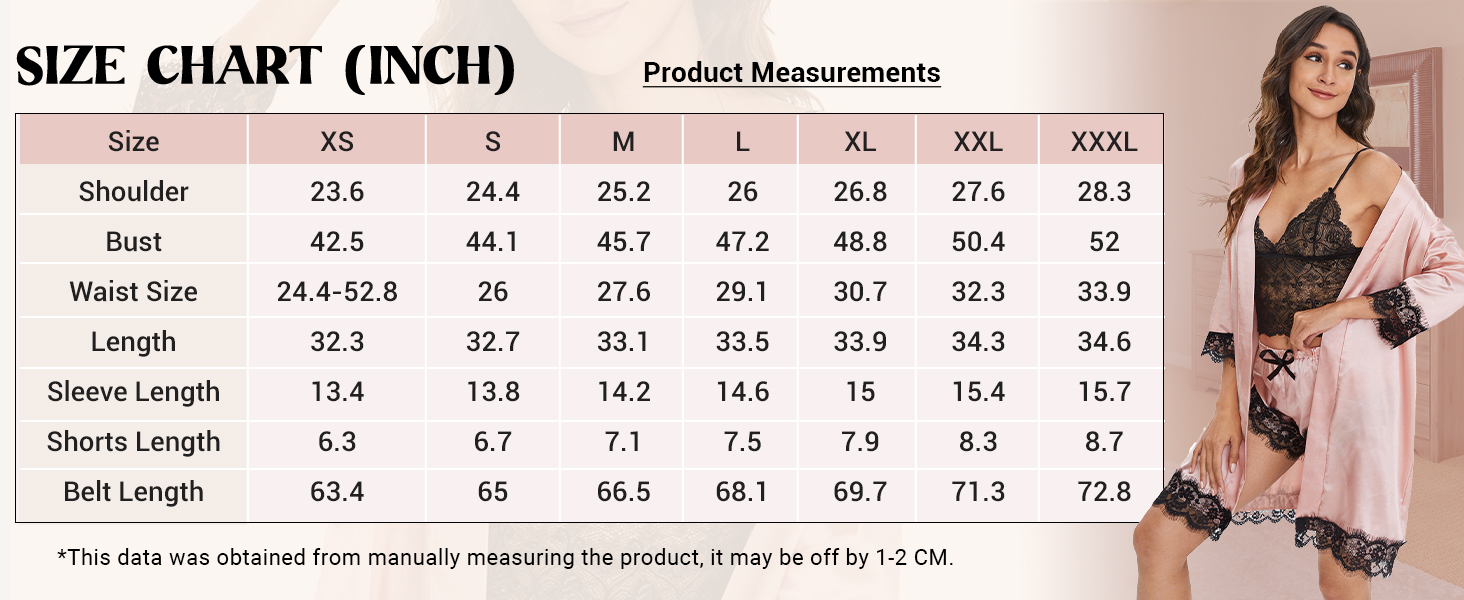 SIZE CHART (INCH)
Product Measurements
Size XS S M L XL XXL XXXL
Shoulder 23.6 24.4 25.2 26 26.8 27.6 28.3
Bust 42.5 44.1 45.7 47.2 48.8 50.4 52
Waist Size 24.4-52.8 26 27.6 29.1 30.7 32.3 33.9
Length 32.3 32.7 33.1 33.5 33.9 34.3 34.6
Sleeve Length 13.4 13.8 14.2 14.6 15 15.4 15.7
Shorts Length 6.3 6.7 7.1 7.5 7.9 8.3 8.7
Belt Length 63.4 65 66.5 68.1 69.7 71.3 72.8
*This data was obtained from manually measuring the product, it may be off by 1-2 CM.